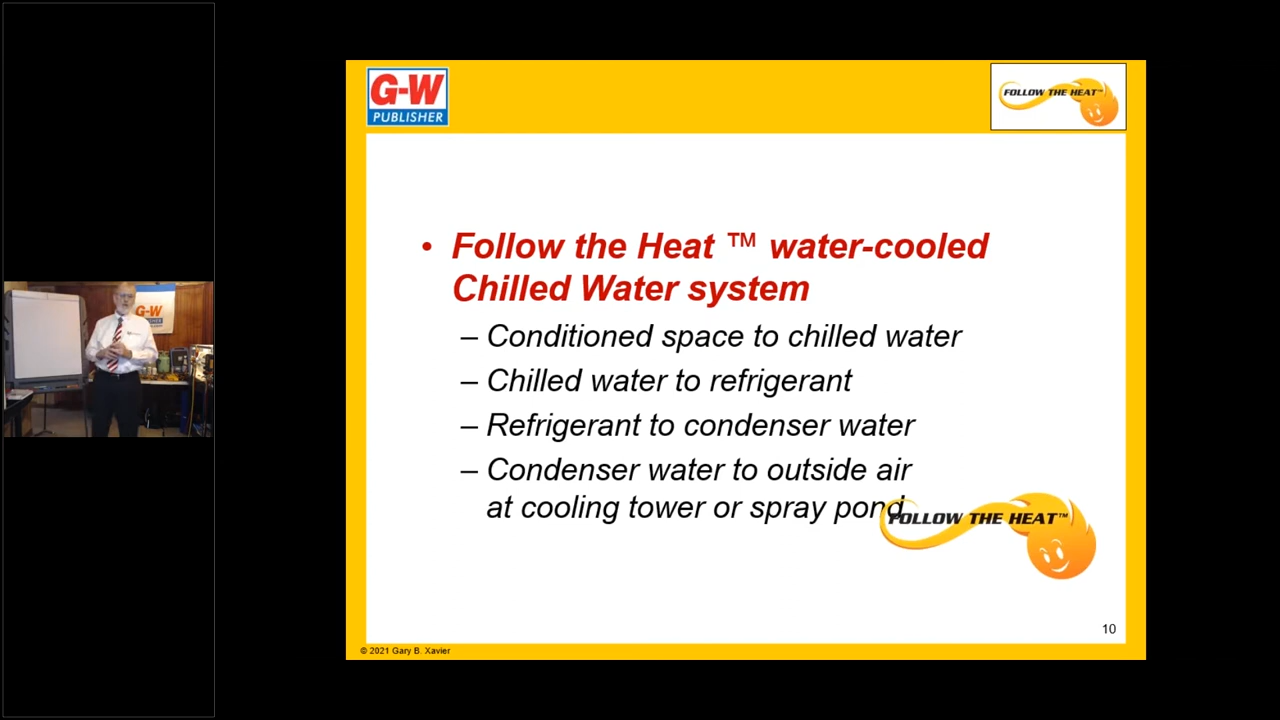 G-W
PUBLISHER
FOLLOW THE HEAT™
• Follow the Heat ™ water-cooled
Chilled Water system
– Conditioned space to chilled water
– Chilled water to refrigerant
– Refrigerant to condenser water
– Condenser water to outside air
at cooling tower or spray pond
FOLLOW THE HEAT™
10
© 2021 Gary B. Xavier
G-W